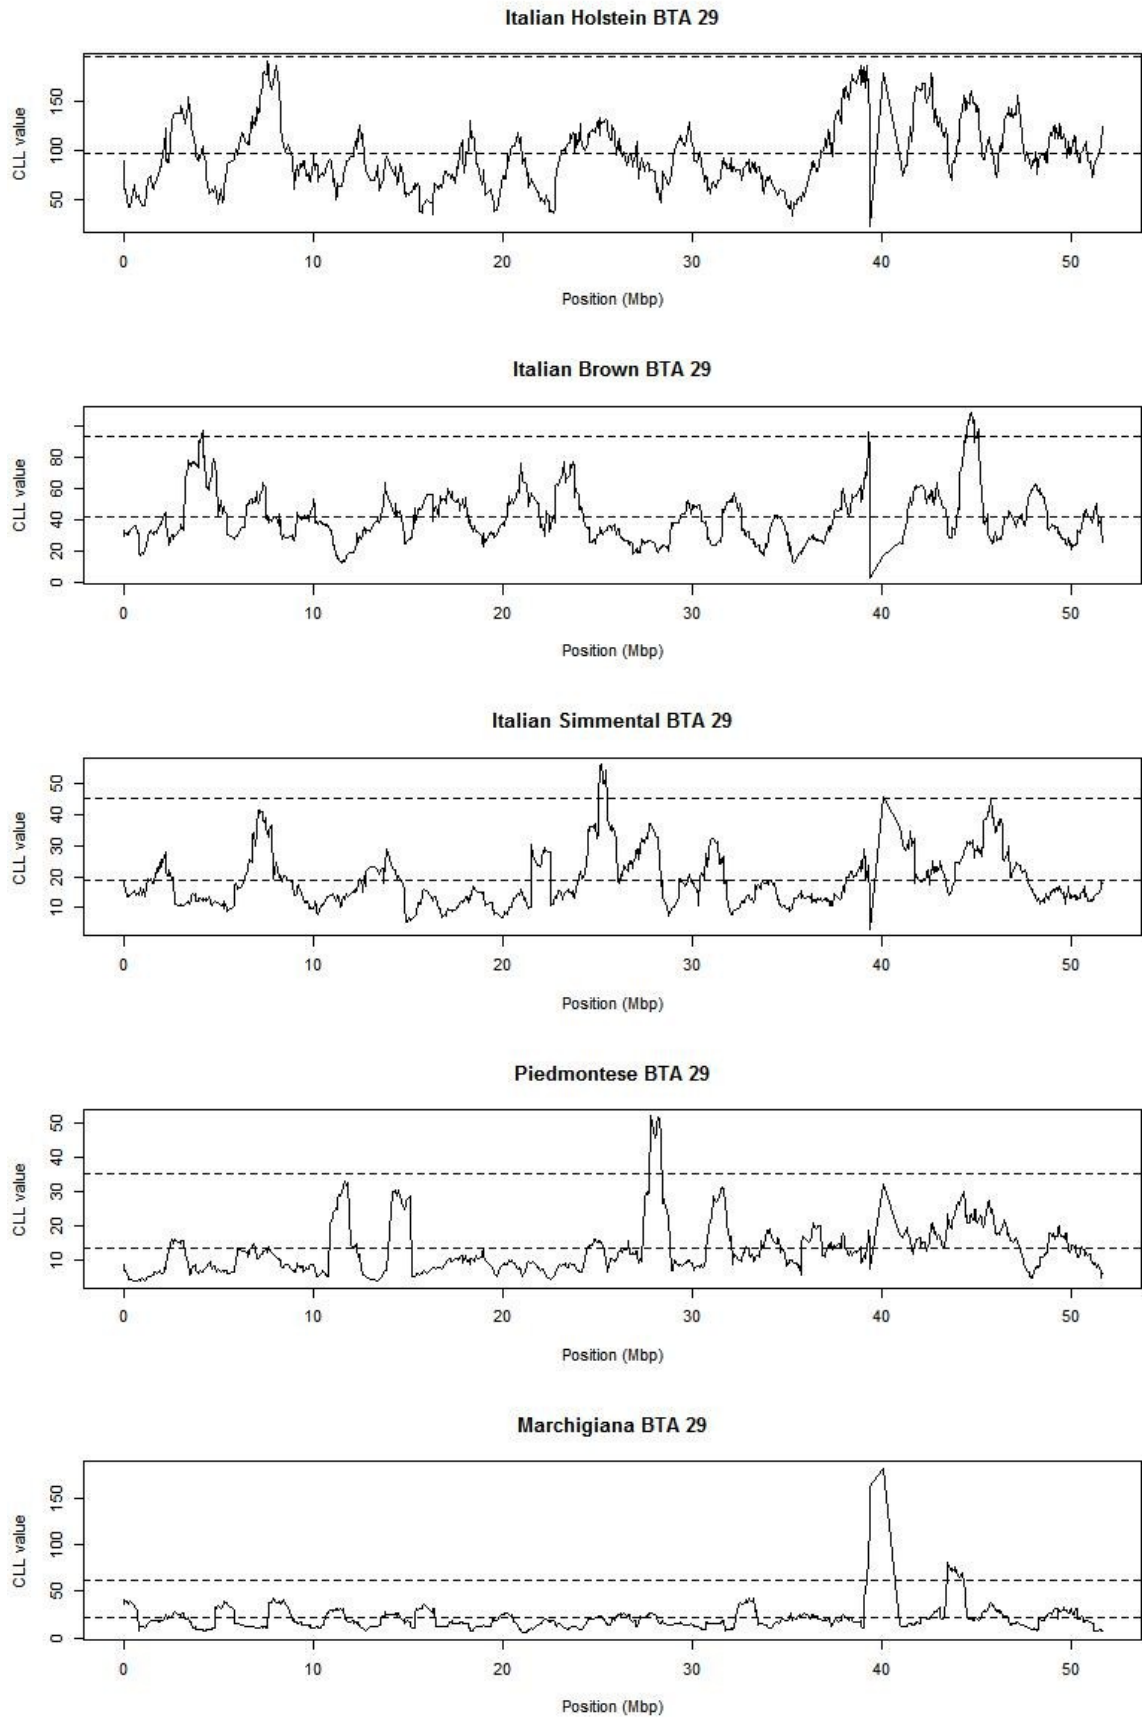 Italian Holstein BTA 29
CLL value
150
100
50
0 10 20 30 40 50
Position (Mbp)
Italian Brown BTA 29
CLL value
80
60
40
20
0
0 10 20 30 40 50
Position (Mbp)
Italian Simmental BTA 29
CLL value
50
40
30
20
10
0 10 20 30 40 50
Position (Mbp)
Piedmontese BTA 29
CLL value
50
40
30
20
10
0 10 20 30 40 50
Position (Mbp)
Marchigiana BTA 29
CLL value
150
100
50
0
0 10 20 30 40 50
Position (Mbp)